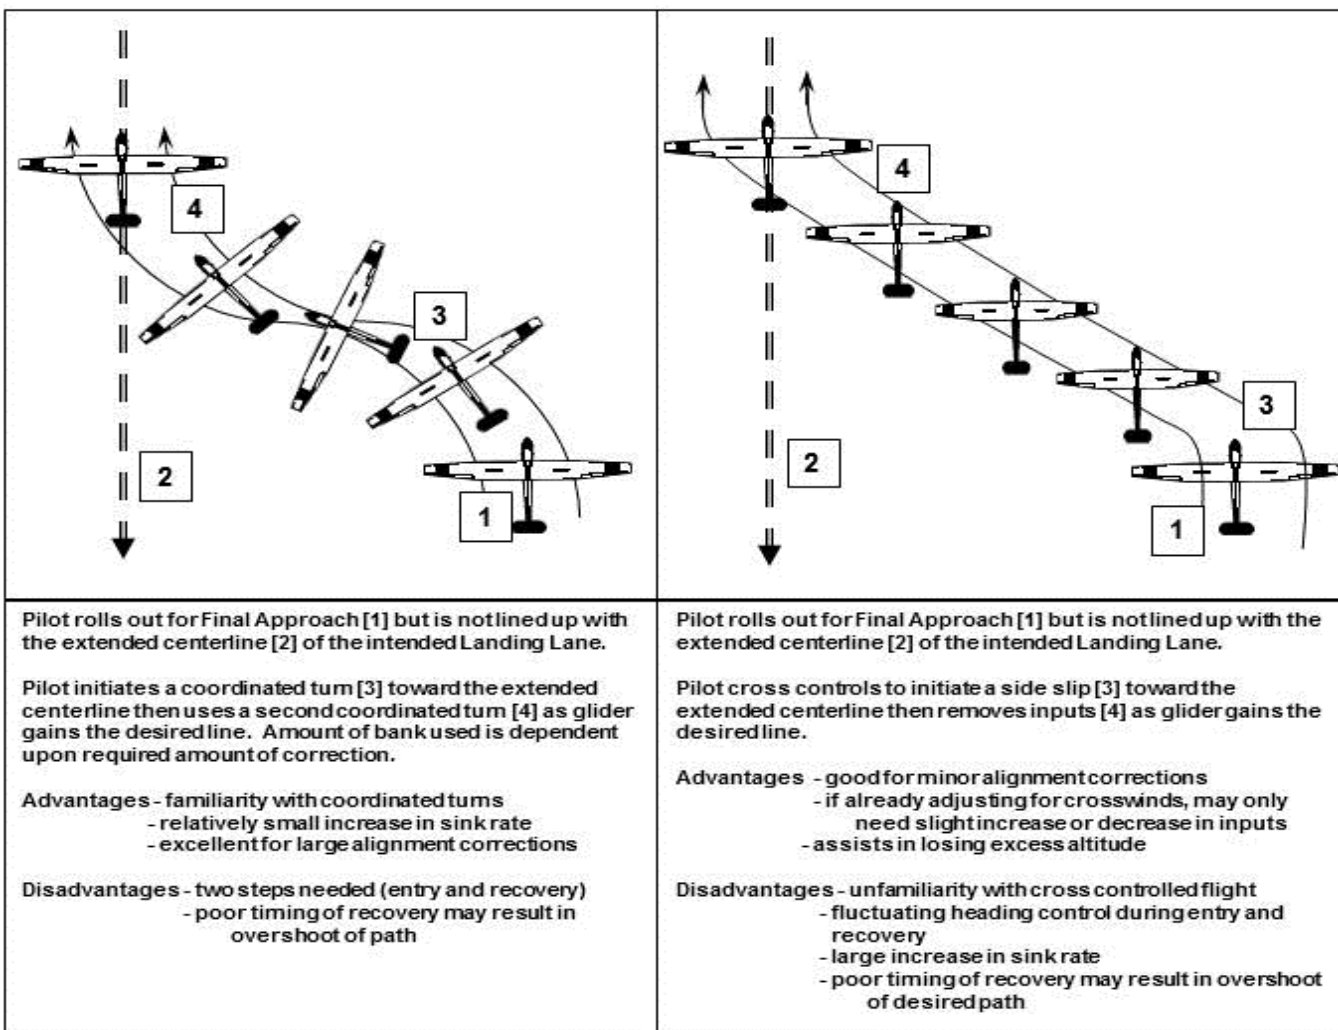 4
3
2
1
4
3
2
1
Pilot rolls out for Final Approach [1] but is not lined up with
the extended centerline [2] of the intended Landing Lane.
Pilot initiates a coordinated turn [3] toward the extended
centerline then uses a second coordinated turn [4] as glider
gains the desired line. Amount of bank used is dependent
upon required amount of correction.
Advantages - familiarity with coordinated turns
- relatively small increase in sink rate
- excellent for large alignment corrections
Disadvantages - two steps needed (entry and recovery)
- poor timing of recovery may result in
overshoot of path
Pilot rolls out for Final Approach [1] but is not lined up with the
extended centerline [2] of the intended Landing Lane.
Pilot cross controls to initiate a side slip [3] toward the
extended centerline then removes inputs [4] as glider gains the
desired line.
Advantages - good for minor alignment corrections
- if already adjusting for crosswinds, may only
need slight increase or decrease in inputs
- assists in losing excess altitude
Disadvantages - unfamiliarity with cross controlled flight
- fluctuating heading control during entry and
recovery
- large increase in sink rate
- poor timing of recovery may result in overshoot
of desired path